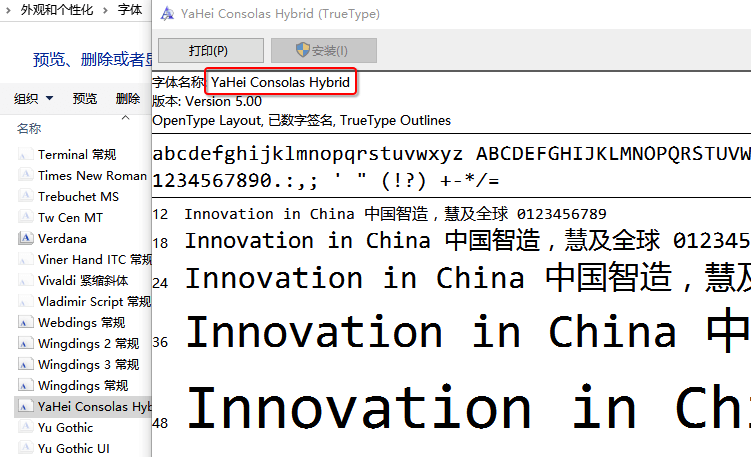 外观和个性化 > 字体
预览、删除或者显
组织 预览 删除
名称
Terminal 常规
Times New Roman
Trebuchet MS
Tw Cen MT
Verdana
Viner Hand ITC 常规
Vivaldi 紧缩斜体
Vladimir Script 常规
Webdings 常规
Wingdings 2 常规
Wingdings 3 常规
Wingdings 常规
YaHei Consolas Hyb
Yu Gothic
Yu Gothic UI
YaHei Consolas Hybrid (TrueType)
打印(P) 安装(I)
字体名称: YaHei Consolas Hybrid
版本: Version 5.00
OpenType Layout, 已数字签名, TrueType Outlines
abcdefghijklmnopqrstuvwxyz ABCDEFGHIJKLMNOPQRSTUVW
1234567890.:,; ' " (!?) +-*/=
12 Innovation in China 中国智造，慧及全球 0123456789
18 Innovation in China 中国智造，慧及全球 012345
24 Innovation in China 中国智造，慧及
36 Innovation in China 中
48 Innovation in Chi